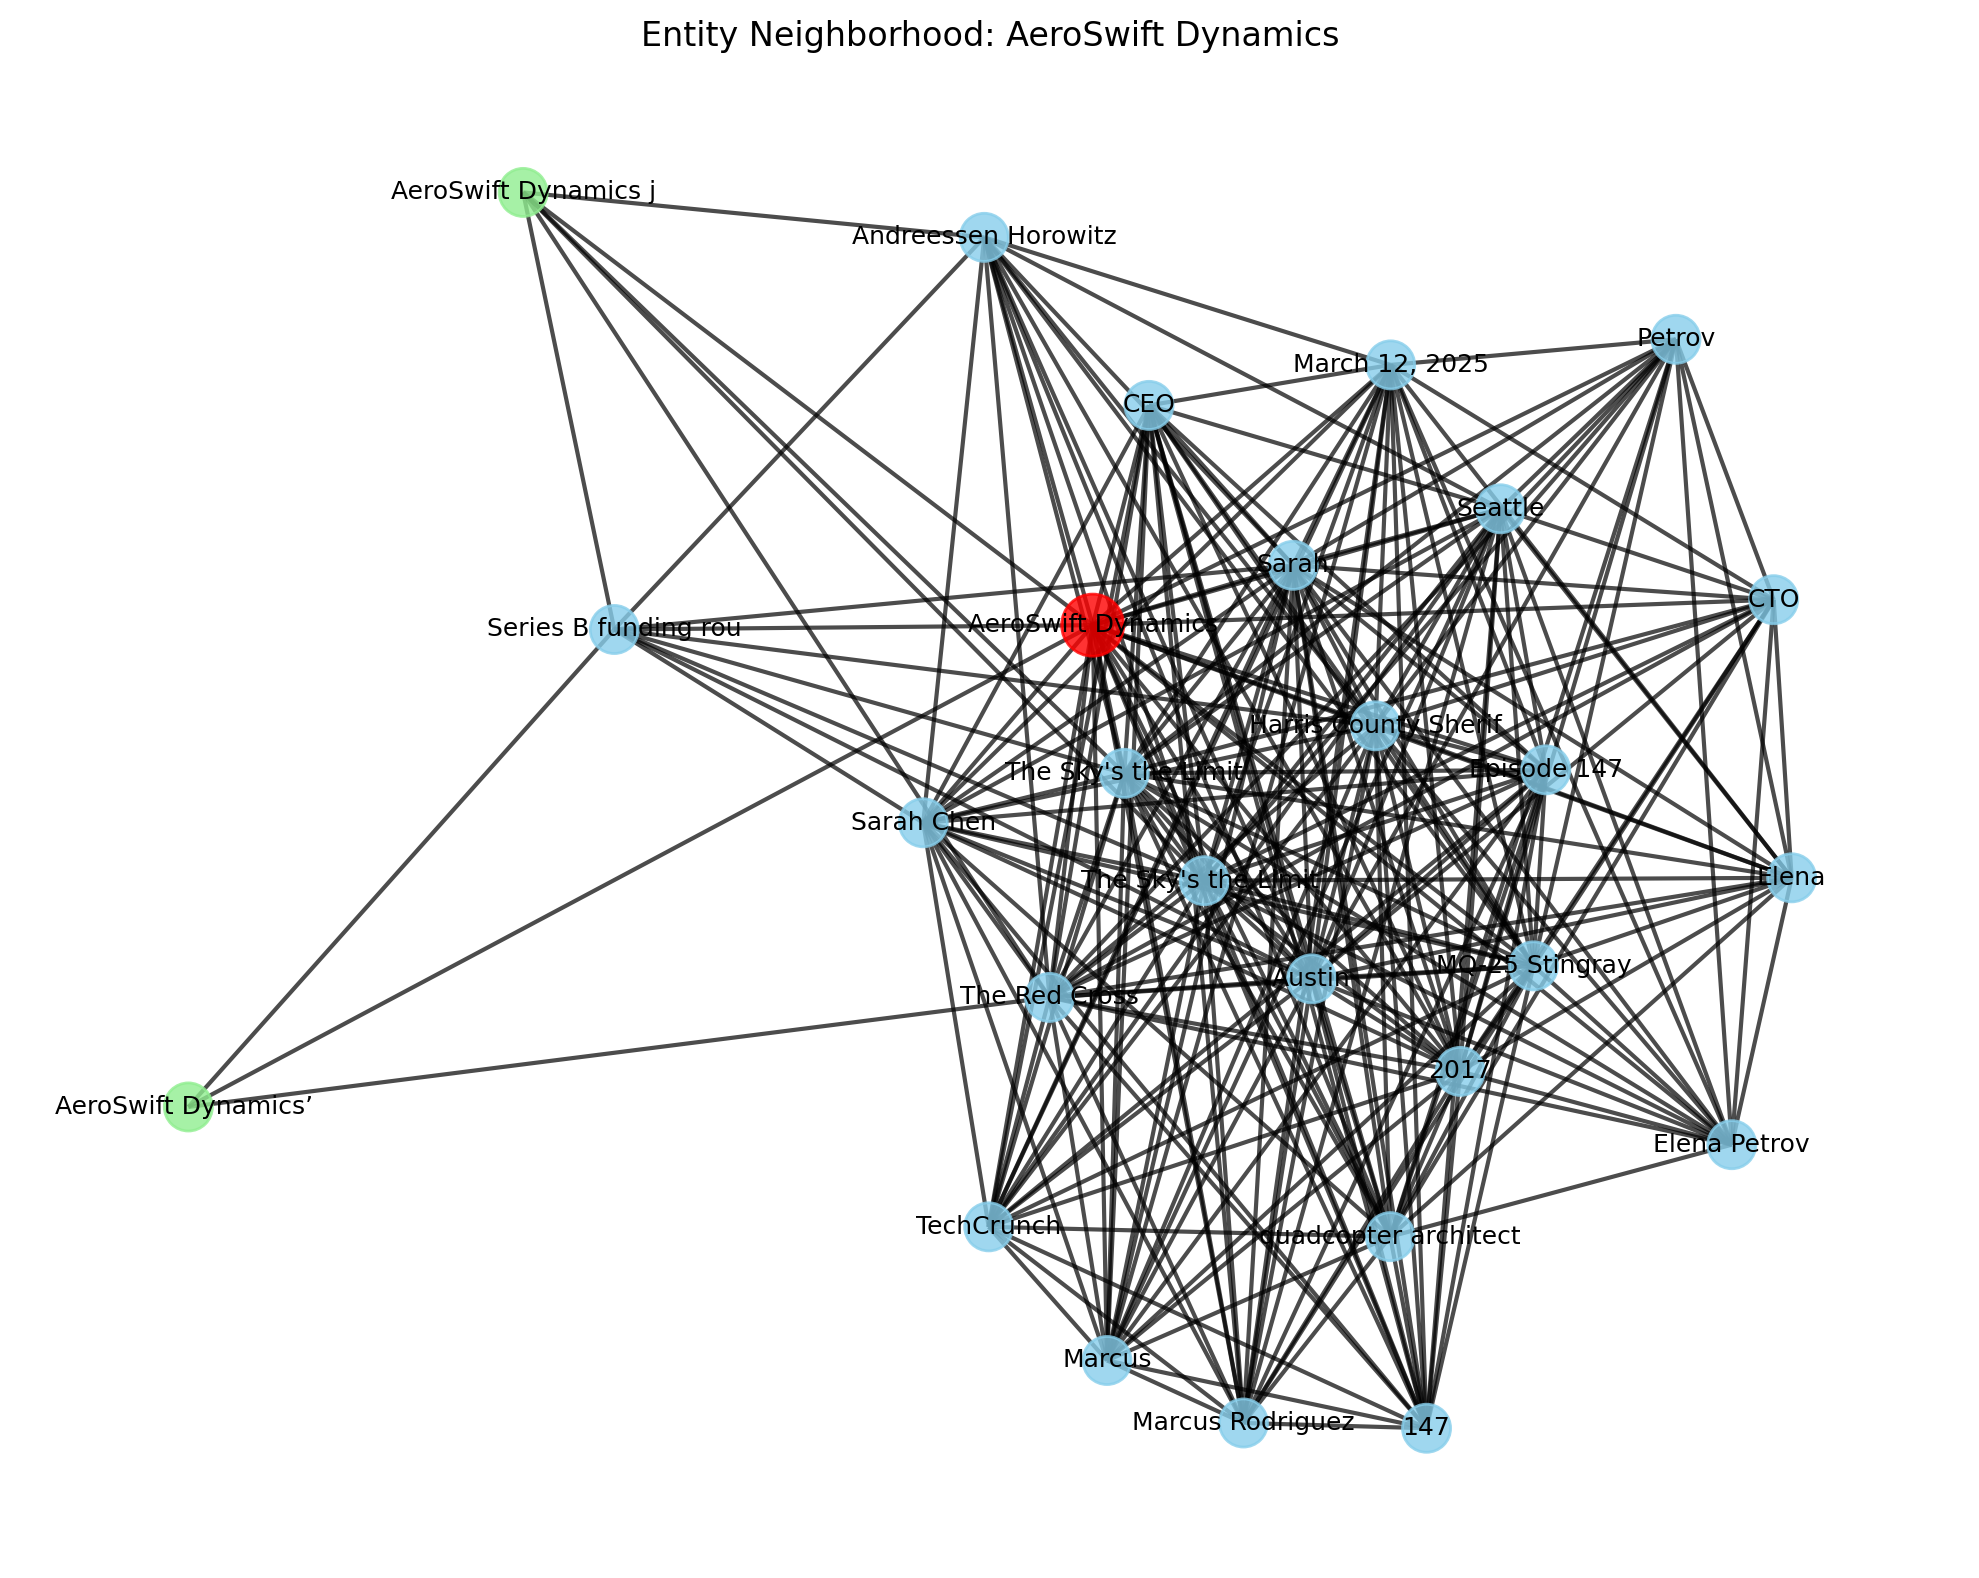 Entity Neighborhood: AeroSwift Dynamics
AeroSwift Dynamics j
Andreessen Horowitz
Petrov
March 12, 2025
CEO
Seattle
Sarah
CTO
AeroSwift Dynamics
Series B funding rou
Harris County Sherif
Episode 147
The Sky's the Limit
Sarah Chen
The Sky's the Limit
Elena
MQ-25 Stingray
Austin
The Red Cross
2017
AeroSwift Dynamics’
Elena Petrov
TechCrunch
quadcopter architect
Marcus
Marcus Rodriguez
147